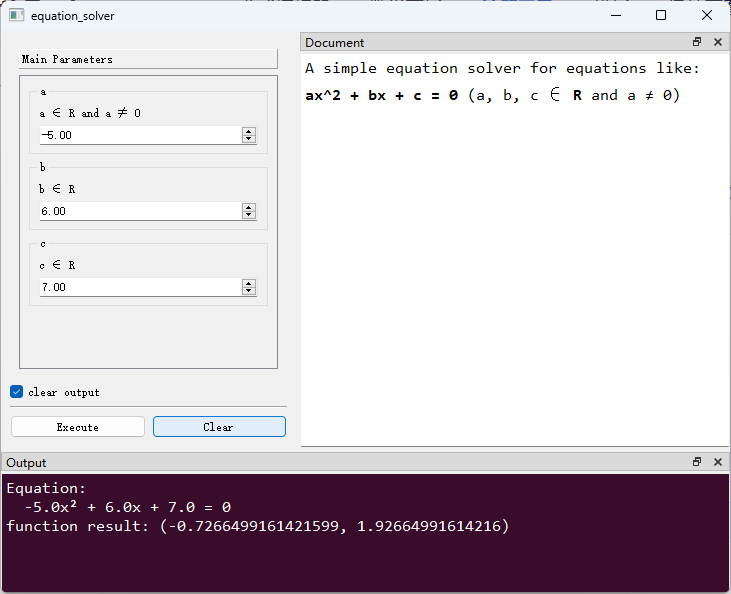 equation_solver
Main Parameters
a
a ∈ R and a ≠ 0
-5.00
b
b ∈ R
6.00
c
c ∈ R
7.00
clear output
Execute
Clear
Document
A simple equation solver for equations like:
ax^2 + bx + c = 0 (a, b, c ∈ R and a ≠ 0)
Output
Equation:
-5.0x² + 6.0x + 7.0 = 0
function result: (-0.7266499161421599, 1.92664991614216)